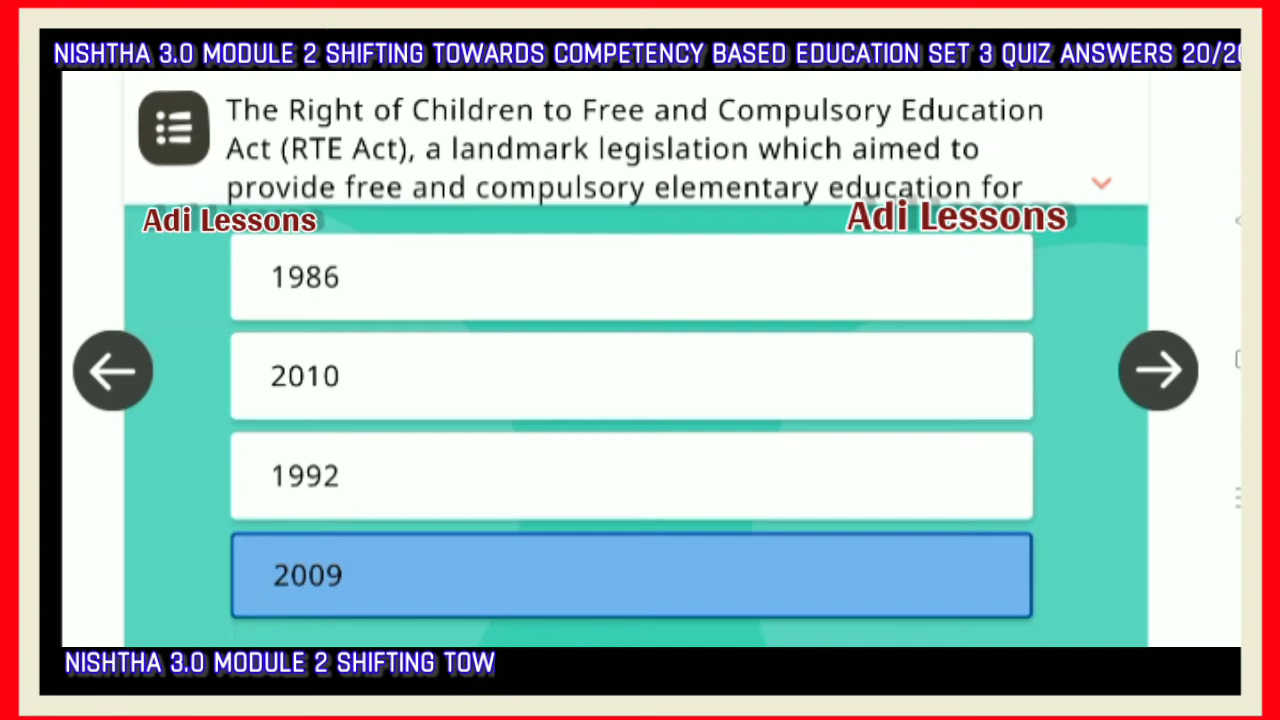 NISHTHA 3.0 MODULE 2 SHIFTING TOWARDS COMPETENCY BASED EDUCATION SET 3 QUIZ ANSWERS 20/20
The Right of Children to Free and Compulsory Education
Act (RTE Act), a landmark legislation which aimed to
provide free and compulsory elementary education for
Adi Lessons
Adi Lessons
1986
2010
1992
2009
NISHTHA 3.0 MODULE 2 SHIFTING TOW